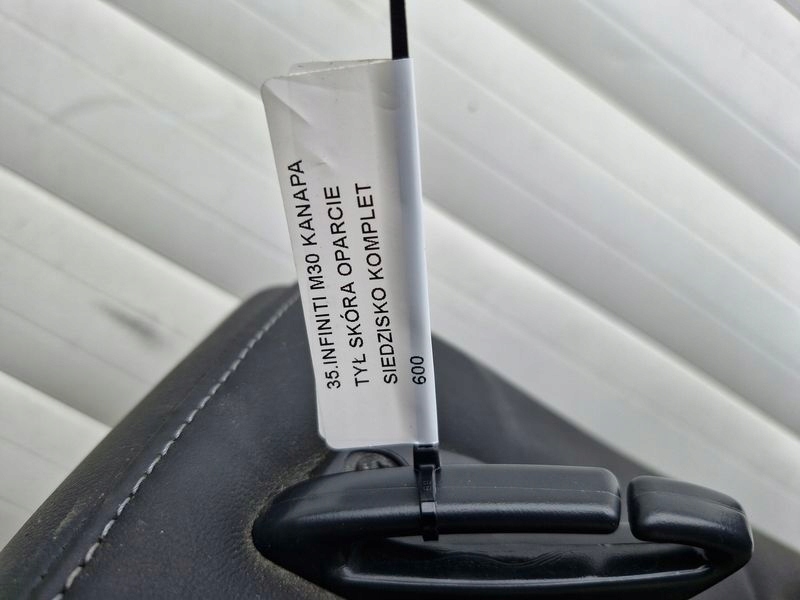 35.INFINITI M30 KANAPA
TYŁ SKÓRA OPARCIE
SIEDZISKO KOMPLET
600